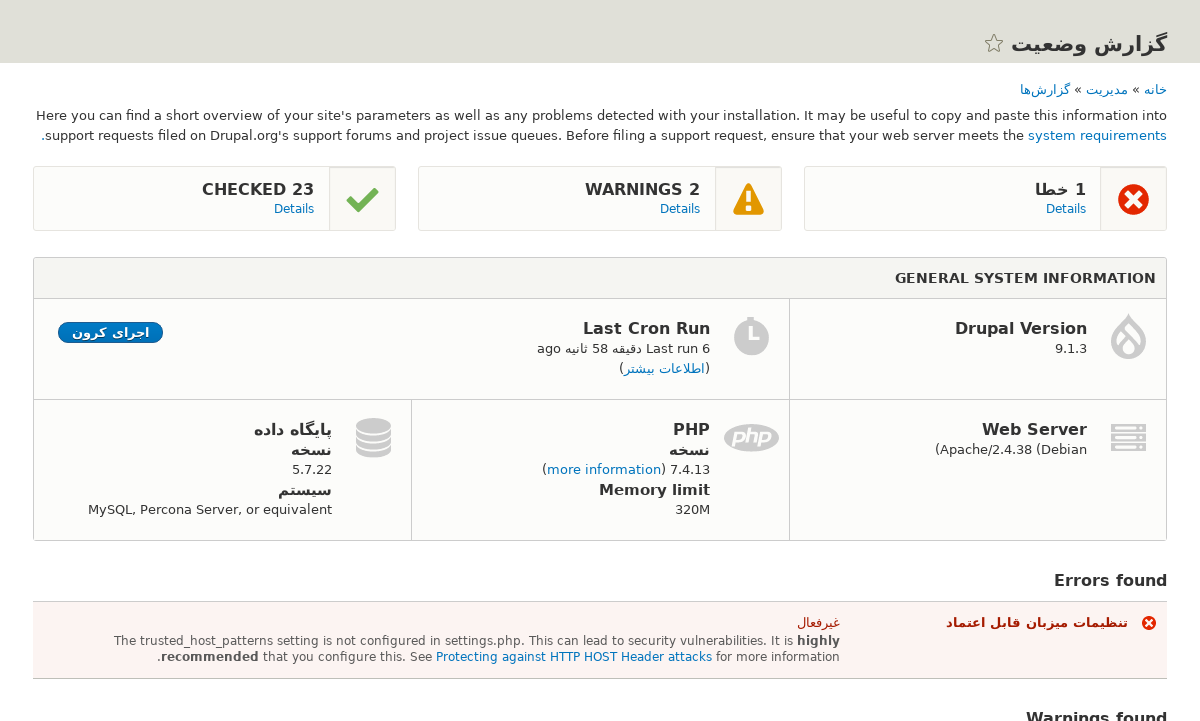 گزارش وضعیت
خانه » مدیریت » گزارش‌ها
Here you can find a short overview of your site's parameters as well as any problems detected with your installation. It may be useful to copy and paste this information into
support requests filed on Drupal.org's support forums and project issue queues. Before filing a support request, ensure that your web server meets the system requirements.
1 خطا
Details
2 WARNINGS
Details
23 CHECKED
Details
GENERAL SYSTEM INFORMATION
Drupal Version
9.1.3
Last Cron Run
Last run 6 دقیقه 58 ثانیه ago
(اطلاعات بیشتر)
اجرای کرون
Web Server
Apache/2.4.38 (Debian)
PHP
نسخه
7.4.13 (more information)
Memory limit
320M
پایگاه داده
نسخه
5.7.22
سیستم
MySQL, Percona Server, or equivalent
Errors found
تنظیمات میزبان قابل اعتماد
غیرفعال
The trusted_host_patterns setting is not configured in settings.php. This can lead to security vulnerabilities. It is highly
recommended that you configure this. See Protecting against HTTP HOST Header attacks for more information.
Warnings found